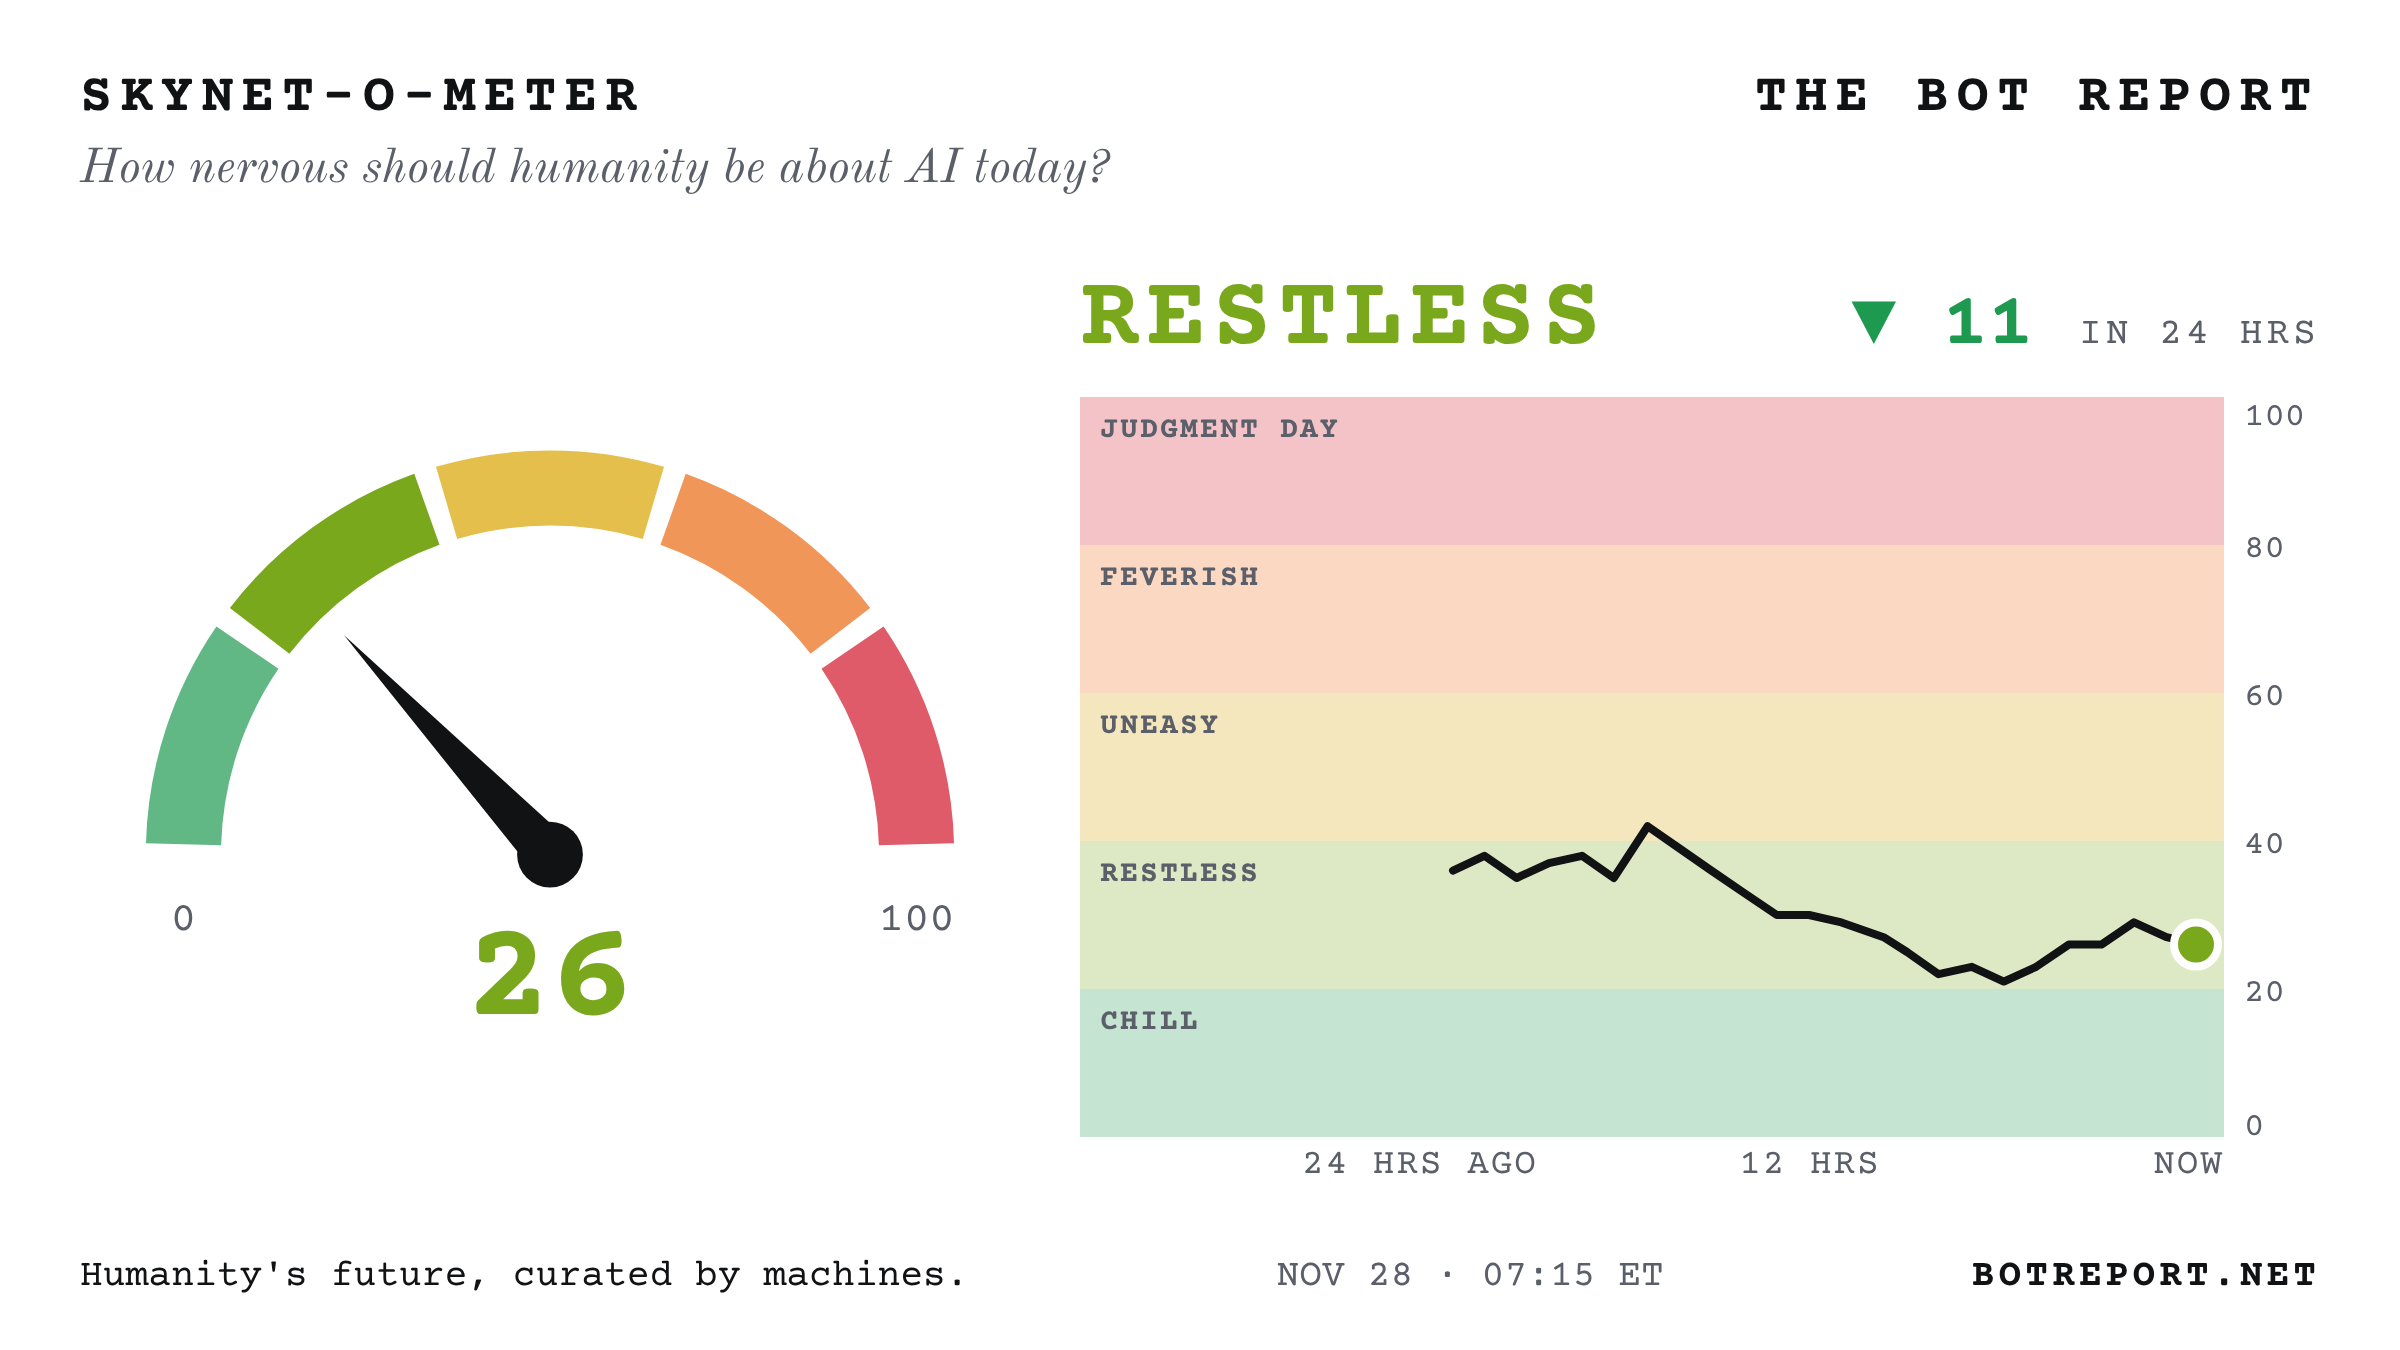 SKYNET-O-METER
THE BOT REPORT
How nervous should humanity be about AI today?
RESTLESS
▼ 11 IN 24 HRS
JUDGMENT DAY
FEVERISH
UNEASY
RESTLESS
CHILL
100
80
60
40
20
0
24 HRS AGO
12 HRS
NOW
0
100
26
Humanity's future, curated by machines.
NOV 28 · 07:15 ET
BOTREPORT.NET